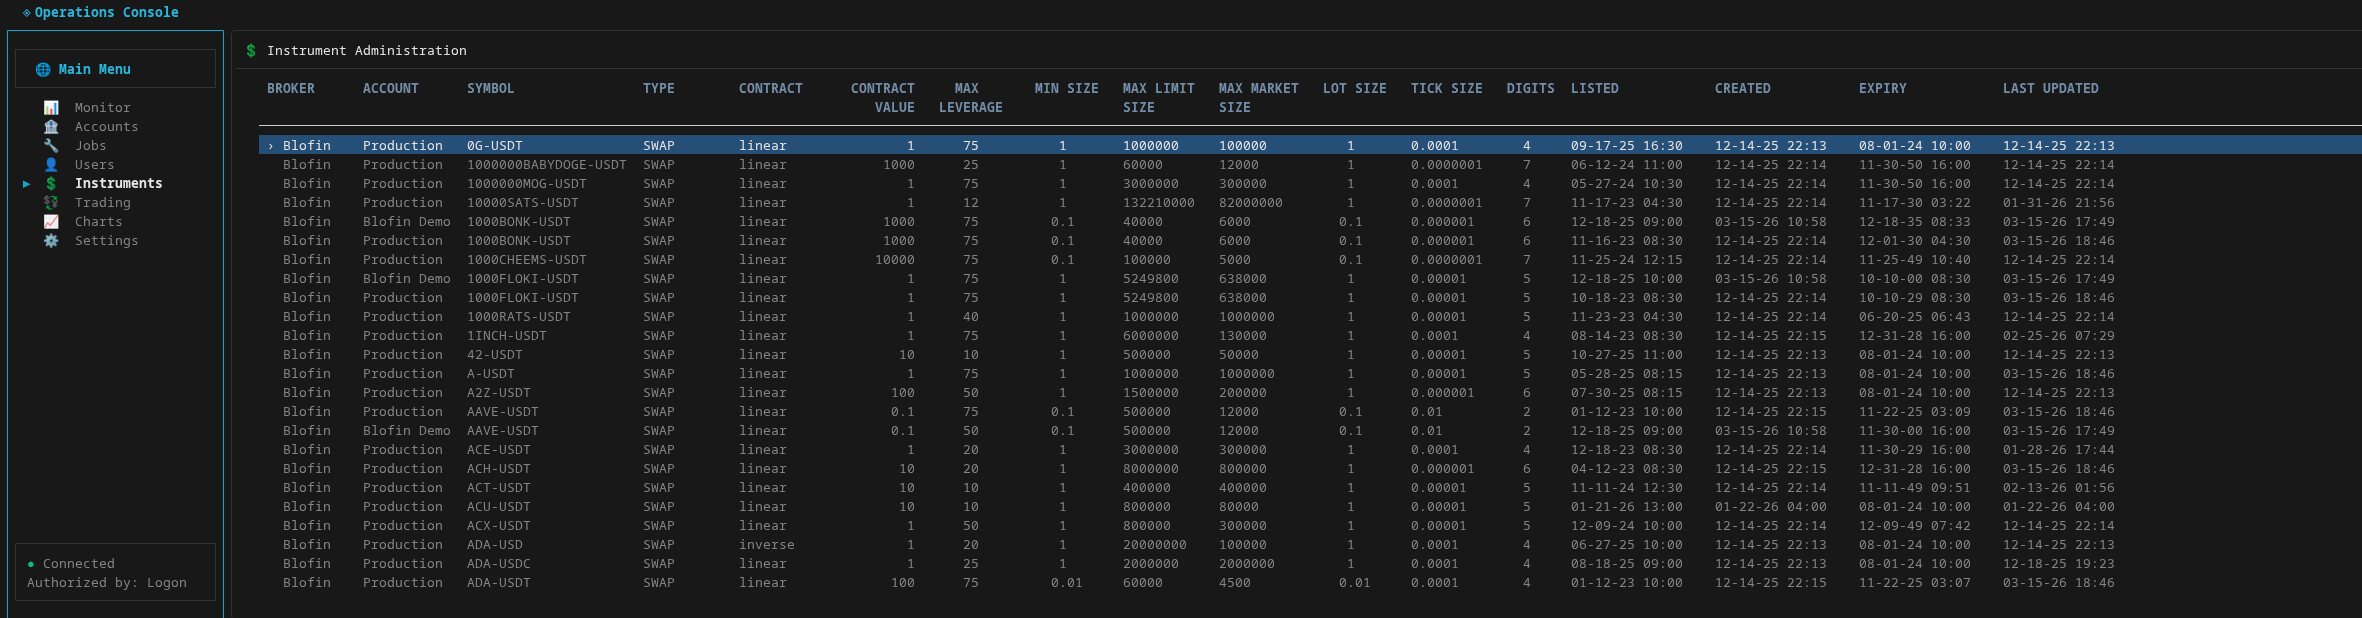 Operations Console
Main Menu
Monitor
Accounts
Jobs
Users
Instruments
Trading
Charts
Settings
Connected
Authorized by: Logon
Instrument Administration
BROKER ACCOUNT SYMBOL TYPE CONTRACT CONTRACT MAX MIN SIZE MAX LIMIT MAX MARKET LOT SIZE TICK SIZE DIGITS LISTED CREATED EXPIRY LAST UPDATED
VALUE LEVERAGE SIZE SIZE
› Blofin Production 0G-USDT SWAP linear 1 75 1 1000000 100000 1 0.0001 4 09-17-25 16:30 12-14-25 22:13 08-01-24 10:00 12-14-25 22:13
Blofin Production 1000000BABYDOGE-USDT SWAP linear 1000 25 1 60000 12000 1 0.0000001 7 06-12-24 11:00 12-14-25 22:14 11-30-50 16:00 12-14-25 22:14
Blofin Production 1000000MOG-USDT SWAP linear 1 75 1 3000000 300000 1 0.0001 4 05-27-24 10:30 12-14-25 22:14 11-30-50 16:00 12-14-25 22:14
Blofin Production 10000SATS-USDT SWAP linear 1 12 1 132210000 82000000 1 0.0000001 7 11-17-23 04:30 12-14-25 22:14 11-17-30 03:22 01-31-26 21:56
Blofin Blofin Demo 1000BONK-USDT SWAP linear 1000 75 0.1 40000 6000 0.1 0.000001 6 12-18-25 09:00 03-15-26 10:58 12-18-35 08:33 03-15-26 17:49
Blofin Production 1000BONK-USDT SWAP linear 1000 75 0.1 40000 6000 0.1 0.000001 6 11-16-23 08:30 12-14-25 22:14 12-01-30 04:30 03-15-26 18:46
Blofin Production 1000CHEEMS-USDT SWAP linear 10000 75 0.1 100000 5000 0.1 0.0000001 7 11-25-24 12:15 12-14-25 22:14 11-25-49 10:40 12-14-25 22:14
Blofin Blofin Demo 1000FLOKI-USDT SWAP linear 1 75 1 5249800 638000 1 0.00001 5 12-18-25 10:00 03-15-26 10:58 10-10-00 08:30 03-15-26 17:49
Blofin Production 1000FLOKI-USDT SWAP linear 1 75 1 5249800 638000 1 0.00001 5 10-18-23 08:30 12-14-25 22:14 10-10-29 08:30 03-15-26 18:46
Blofin Production 1000RATS-USDT SWAP linear 1 40 1 1000000 1000000 1 0.00001 5 11-23-23 04:30 12-14-25 22:14 06-20-25 06:43 12-14-25 22:14
Blofin Production 1INCH-USDT SWAP linear 1 75 1 6000000 130000 1 0.0001 4 08-14-23 08:30 12-14-25 22:15 12-31-28 16:00 02-25-26 07:29
Blofin Production 42-USDT SWAP linear 10 10 1 500000 50000 1 0.00001 5 10-27-25 11:00 12-14-25 22:13 08-01-24 10:00 12-14-25 22:13
Blofin Production A-USDT SWAP linear 1 75 1 1000000 1000000 1 0.00001 5 05-28-25 08:15 12-14-25 22:13 08-01-24 10:00 03-15-26 18:46
Blofin Production A2Z-USDT SWAP linear 100 50 1 1500000 200000 1 0.000001 6 07-30-25 08:15 12-14-25 22:13 08-01-24 10:00 12-14-25 22:13
Blofin Production AAVE-USDT SWAP linear 0.1 75 0.1 500000 12000 0.1 0.01 2 01-12-23 10:00 12-14-25 22:15 11-22-25 03:09 03-15-26 18:46
Blofin Blofin Demo AAVE-USDT SWAP linear 0.1 50 0.1 500000 12000 0.1 0.01 2 12-18-25 09:00 03-15-26 10:58 11-30-00 16:00 03-15-26 17:49
Blofin Production ACE-USDT SWAP linear 1 20 1 3000000 300000 1 0.0001 4 12-18-23 08:30 12-14-25 22:14 11-30-29 16:00 01-28-26 17:44
Blofin Production ACH-USDT SWAP linear 10 20 1 8000000 800000 1 0.000001 6 04-12-23 08:30 12-14-25 22:15 12-31-28 16:00 03-15-26 18:46
Blofin Production ACT-USDT SWAP linear 10 10 1 400000 400000 1 0.00001 5 11-11-24 12:30 12-14-25 22:14 11-11-49 09:51 02-13-26 01:56
Blofin Production ACU-USDT SWAP linear 10 10 1 800000 80000 1 0.00001 5 01-21-26 13:00 01-22-26 04:00 08-01-24 10:00 01-22-26 04:00
Blofin Production ACX-USDT SWAP linear 1 50 1 800000 300000 1 0.00001 5 12-09-24 10:00 12-14-25 22:14 12-09-49 07:42 12-14-25 22:14
Blofin Production ADA-USD SWAP inverse 1 20 1 20000000 100000 1 0.0001 4 06-27-25 10:00 12-14-25 22:13 08-01-24 10:00 12-14-25 22:13
Blofin Production ADA-USDC SWAP linear 1 25 1 2000000 2000000 1 0.0001 4 08-18-25 09:00 12-14-25 22:13 08-01-24 10:00 12-18-25 19:23
Blofin Production ADA-USDT SWAP linear 100 75 0.01 60000 4500 0.01 0.0001 4 01-12-23 10:00 12-14-25 22:15 11-22-25 03:07 03-15-26 18:46